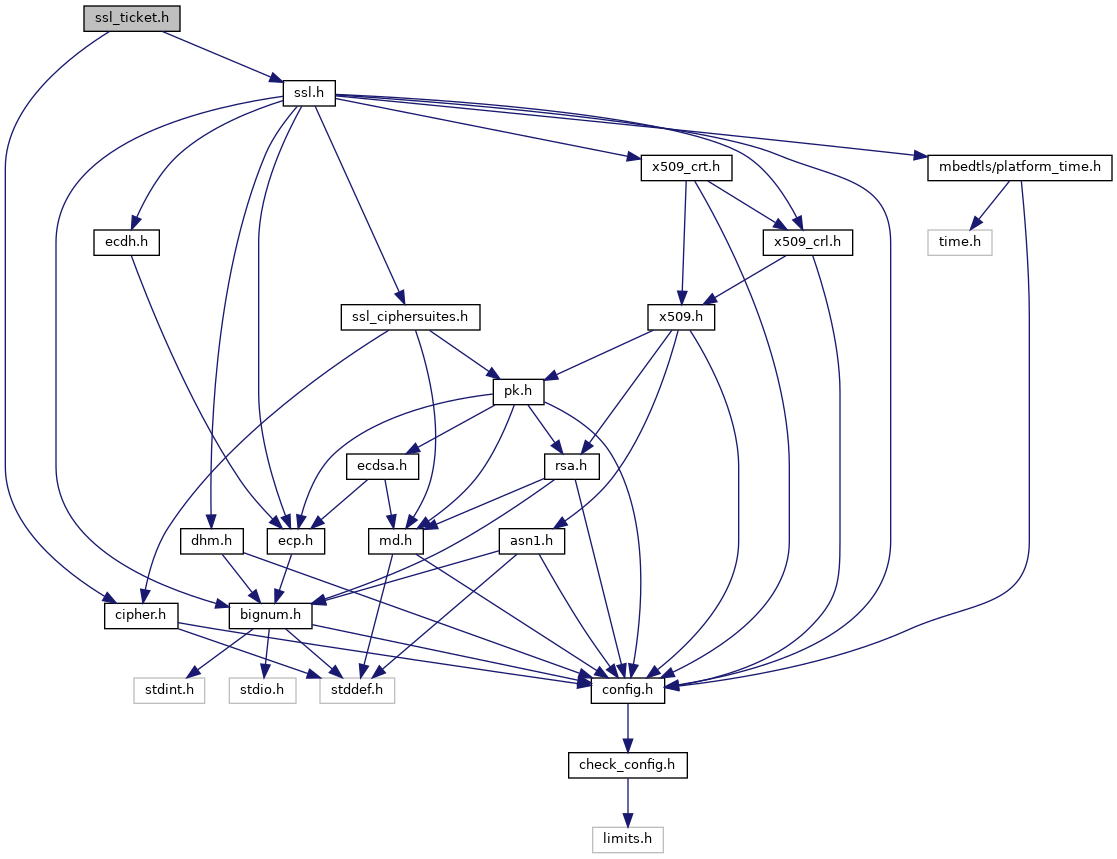 ssl_ticket.h
ssl.h
x509_crt.h
mbedtls/platform_time.h
ecdh.h
x509_crl.h
time.h
ssl_ciphersuites.h
x509.h
pk.h
ecdsa.h
rsa.h
dhm.h
ecp.h
md.h
asn1.h
cipher.h
bignum.h
stdint.h
stdio.h
stddef.h
config.h
check_config.h
limits.h